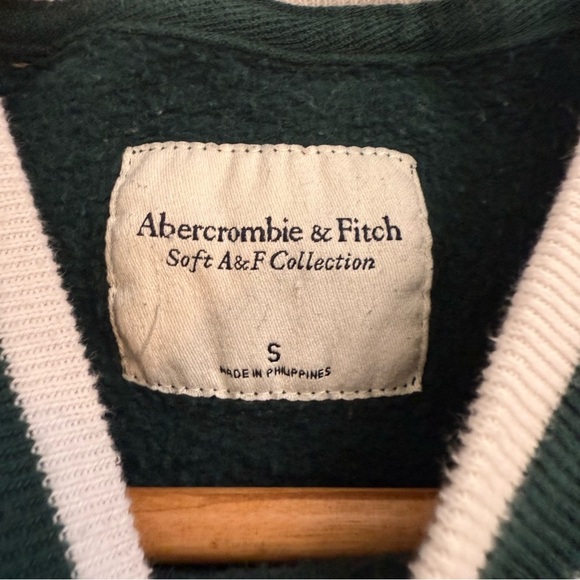 Abercrombie & Fitch
Soft A&F Collection
S
MADE IN PHILIPPINES